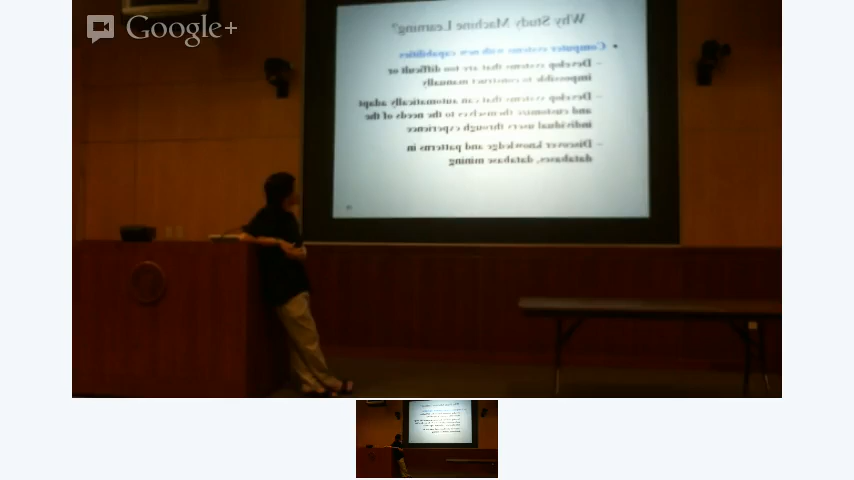 Google+
Why Study Machine Learning?
• Computer systems with new capabilities
– Develop systems that are too difficult or
impossible to construct manually
– Develop systems that can automatically adapt
and customize themselves to the needs of the
individual users through experience
– Discover knowledge and patterns in
databases, database mining